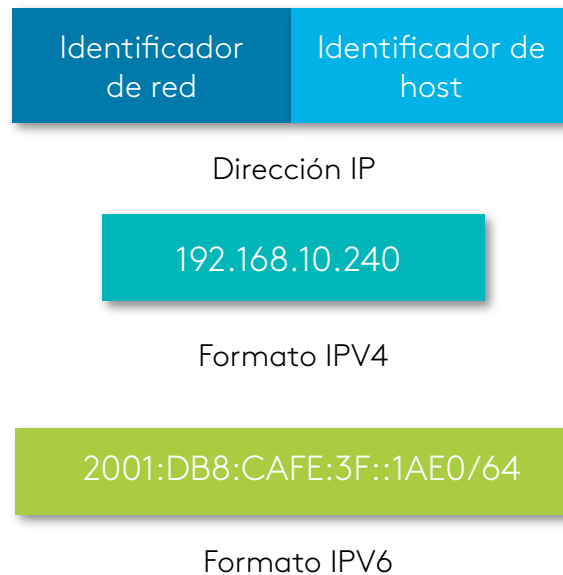 Identificador
de red
Identificador de
host
Dirección IP
192.168.10.240
Formato IPV4
2001:DB8:CAFE:3F::1AE0/64
Formato IPV6